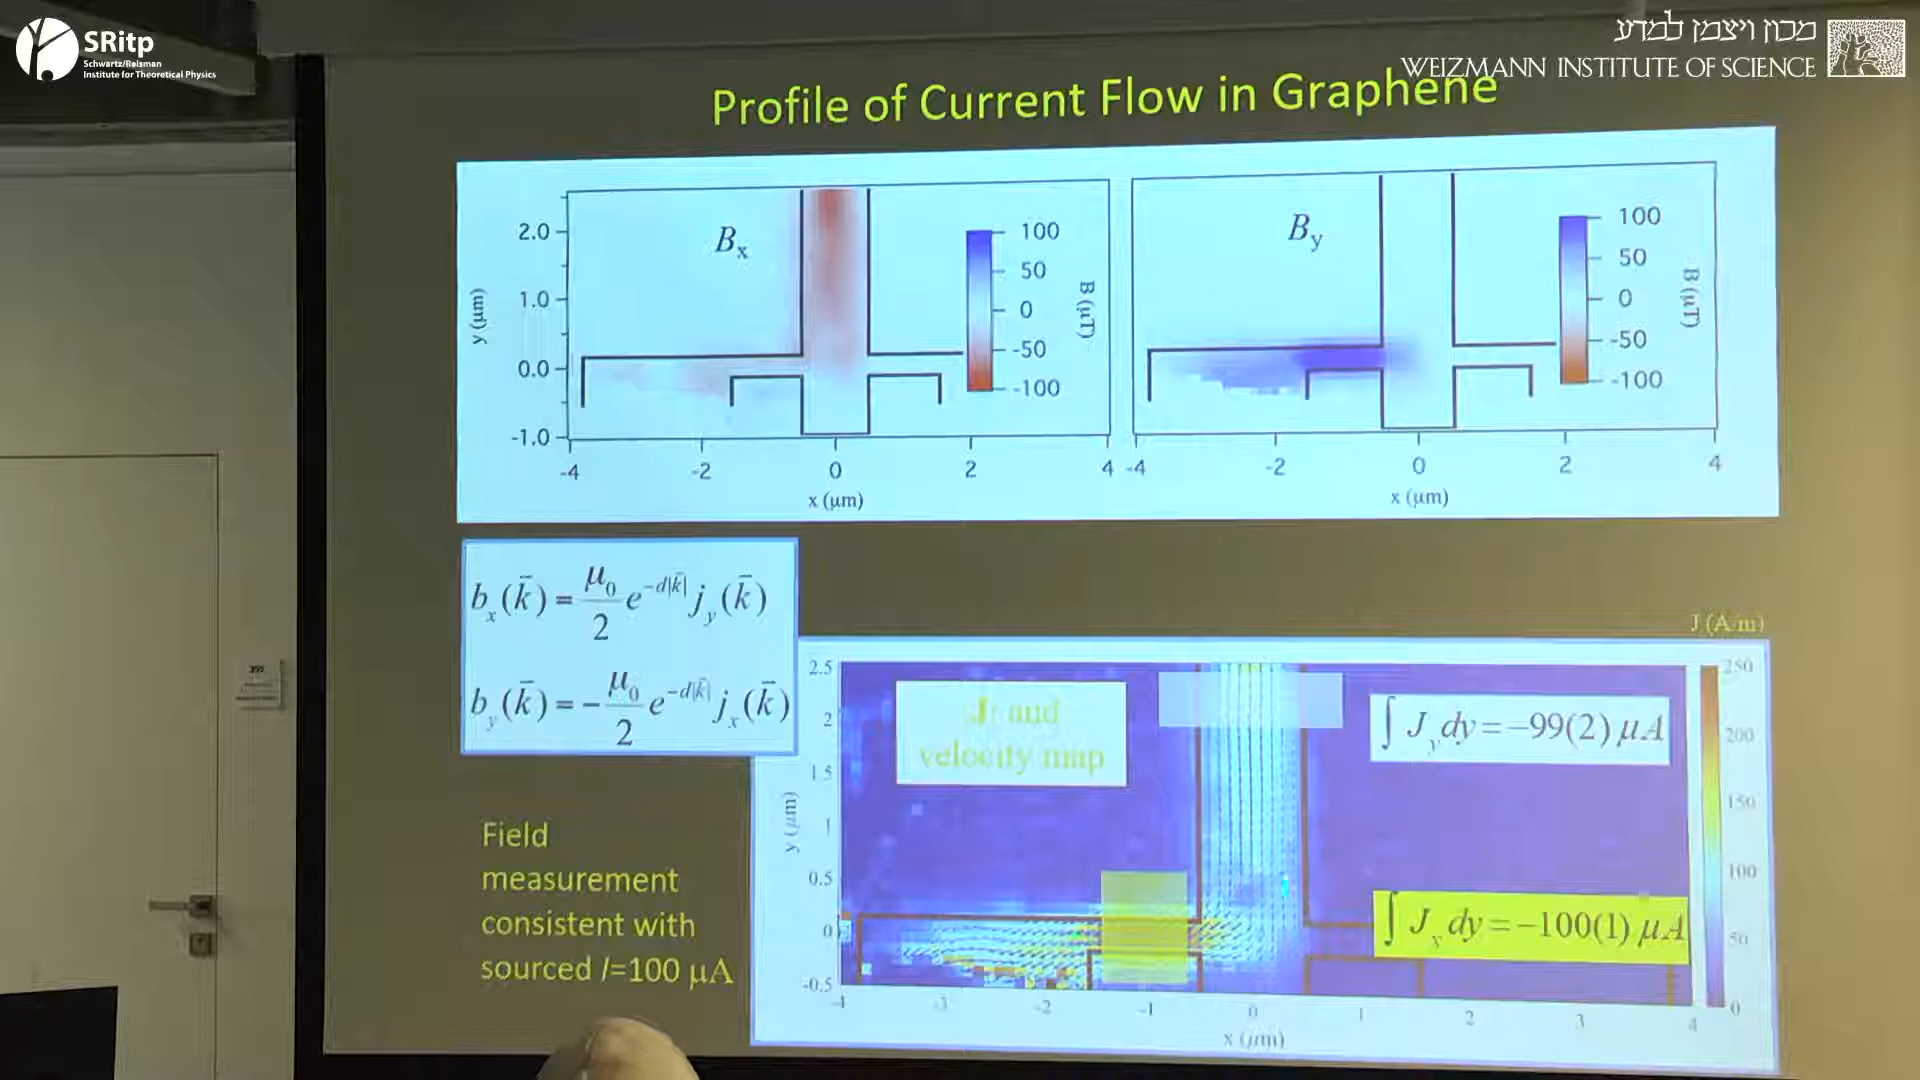 SRitp
Schwartz/Reisman
Institute for Theoretical Physics
מכון ויצמן למדע
WEIZMANN INSTITUTE OF SCIENCE
Profile of Current Flow in Graphene
Bx
By
2.0
1.0
0.0
-1.0
y (μm)
-4 -2 0 2 4
x (μm)
100
50
0
-50
-100
B (μT)
-4 -2 0 2 4
x (μm)
100
50
0
-50
-100
B (μT)
b_x(k̄) = μ₀/2 e^{-d|k̄|} j_y(k̄)
b_y(k̄) = -μ₀/2 e^{-d|k̄|} j_x(k̄)
Field
measurement
consistent with
sourced I=100 μA
and
velocity map
∫ J_y dy = -99(2) μA
∫ J_x dy = -100(1) μA
2.5
2
1.5
1
0.5
0
-0.5
y (μm)
-4 -3 -2 -1 0 1 2 3 4
x (μm)
250
200
150
100
50
0